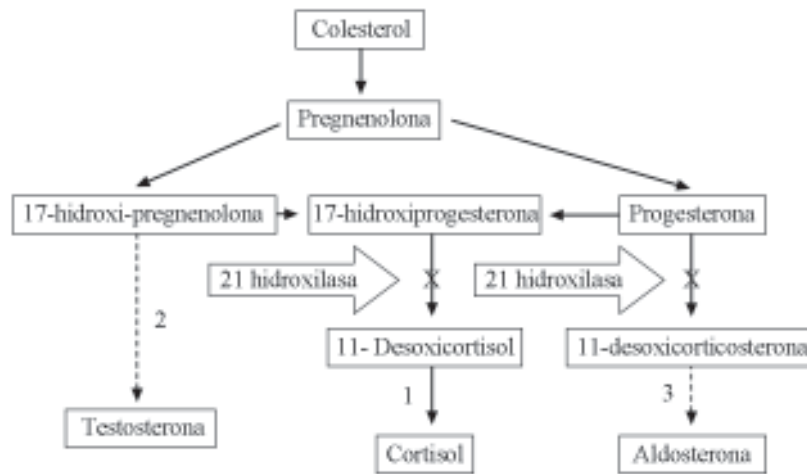 Colesterol
Pregnenolona
17-hidroxi-pregnenolona
17-hidroxiprogesterona
Progesterona
21 hidroxilasa
21 hidroxilasa
2
11- Desoxicortisol
11-desoxicorticosterona
1
3
Testosterona
Cortisol
Aldosterona